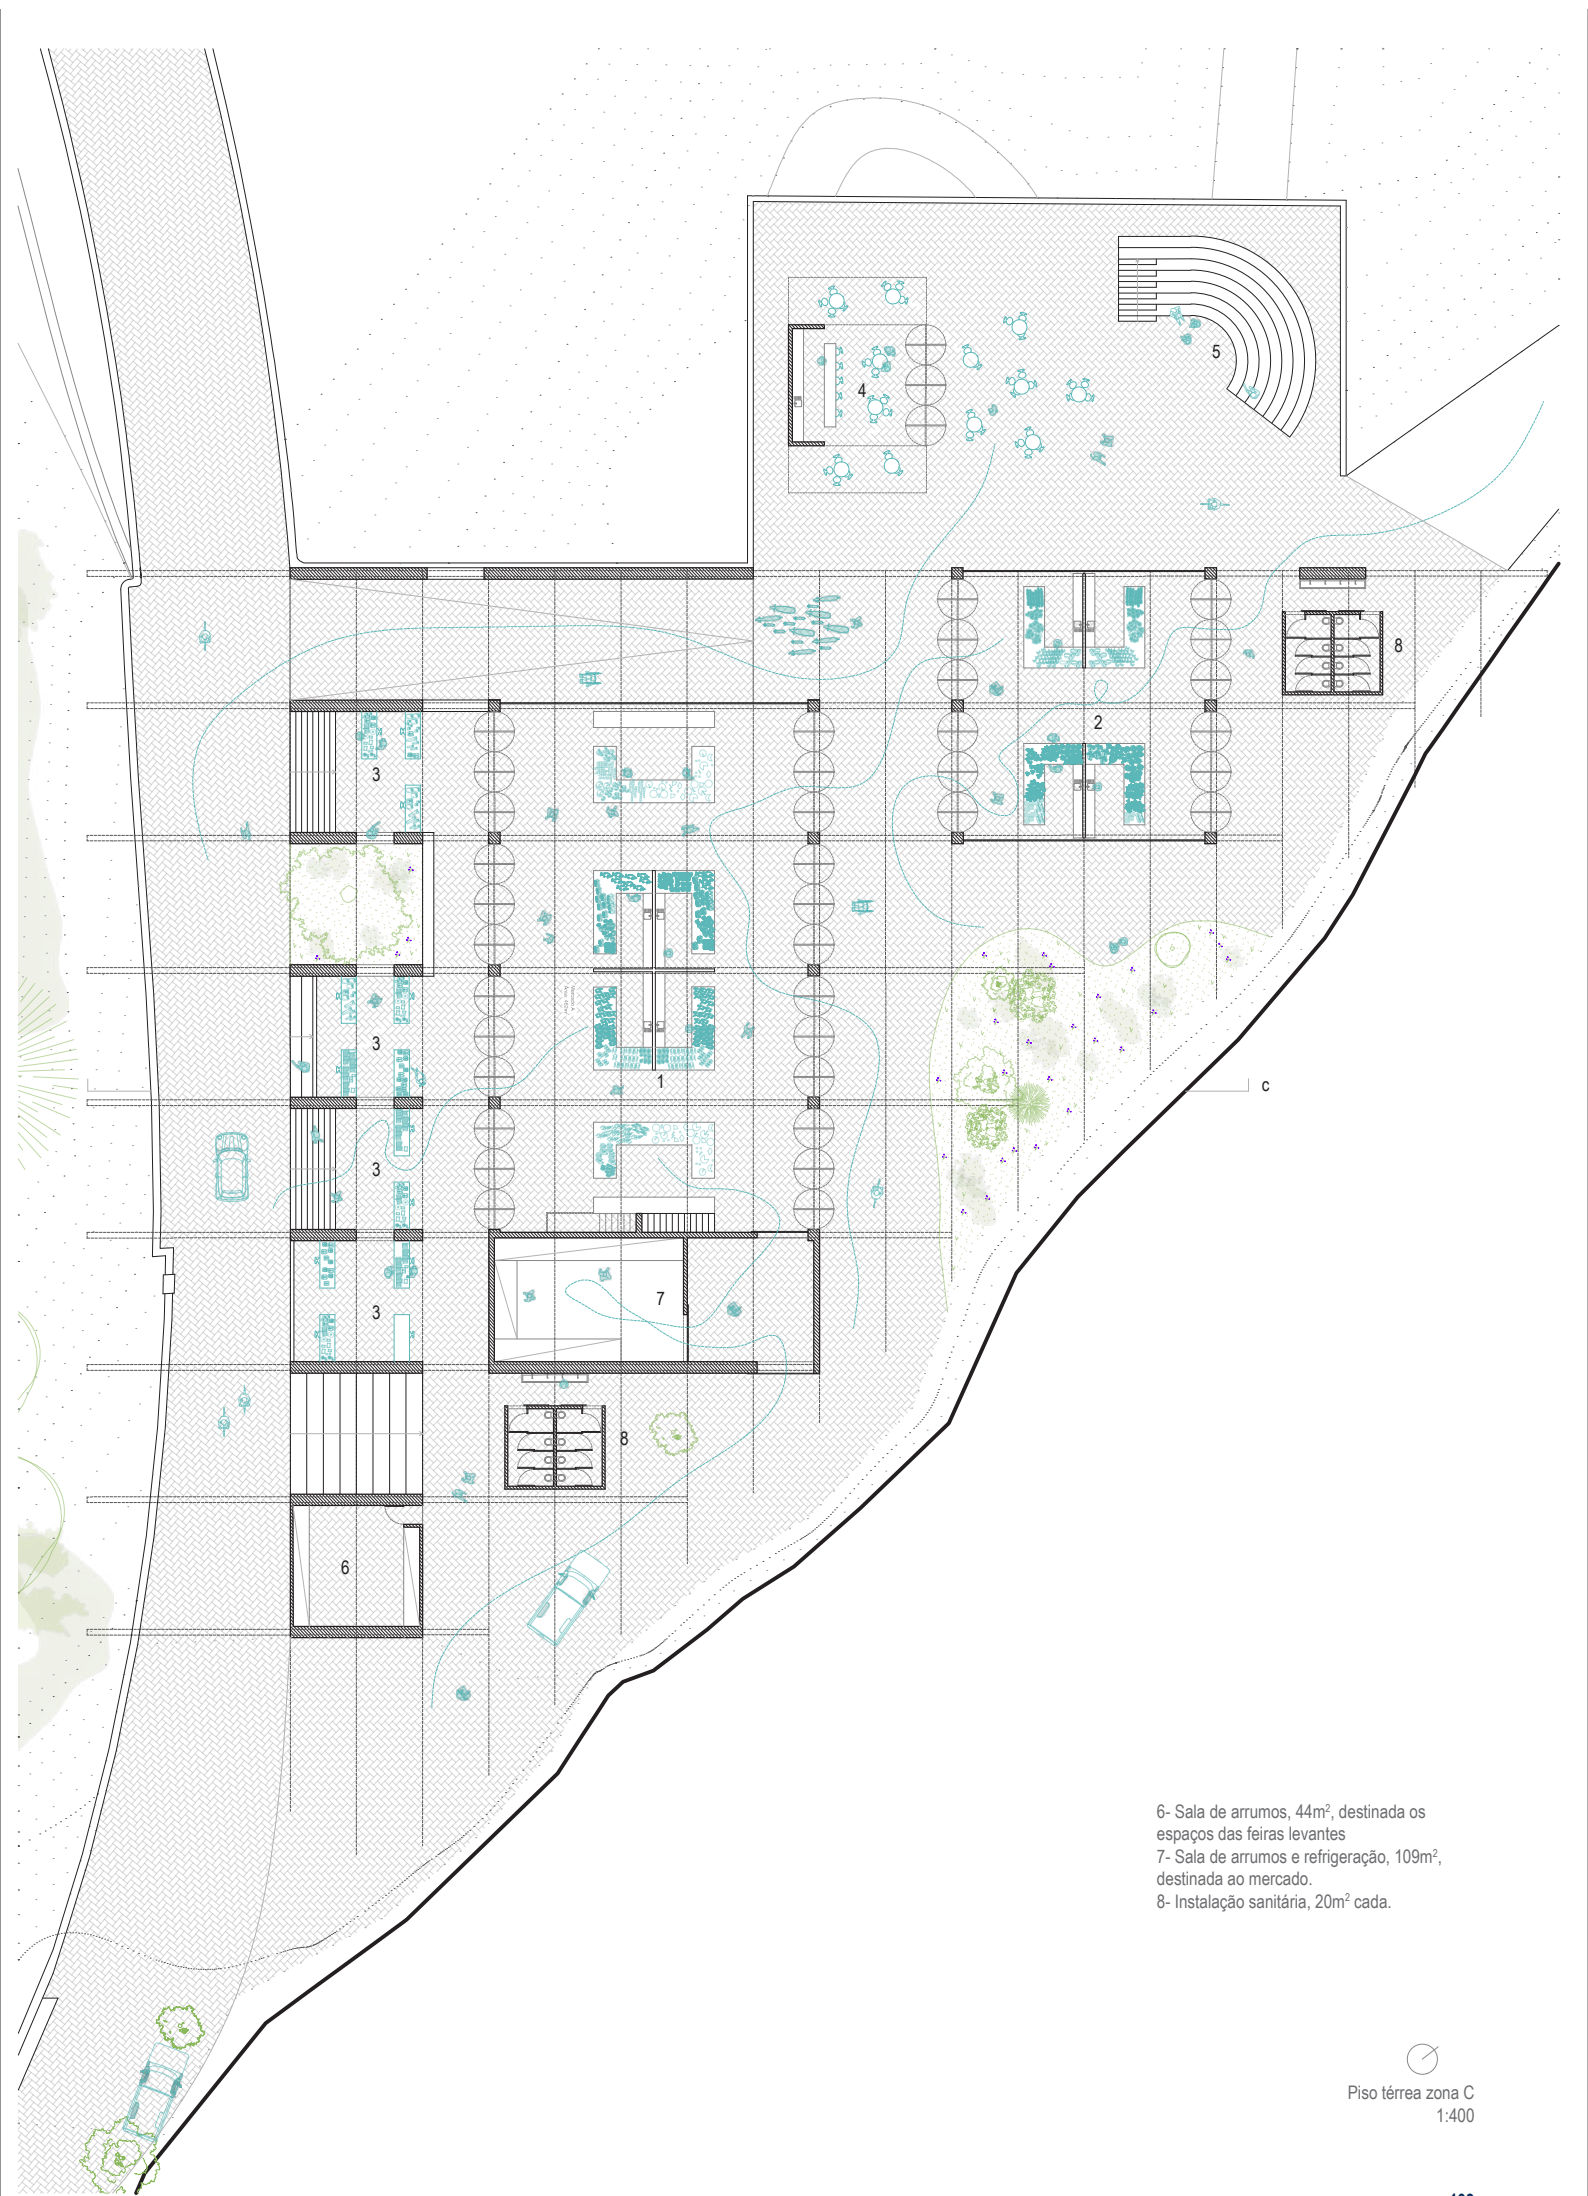 5
4
8
2
3
3
1
c
3
7
3
8
6
6- Sala de arrumos, 44m², destinada os
espaços das feiras levantes
7- Sala de arrumos e refrigeração, 109m²,
destinada ao mercado.
8- Instalação sanitária, 20m² cada.
Piso térrea zona C
1:400